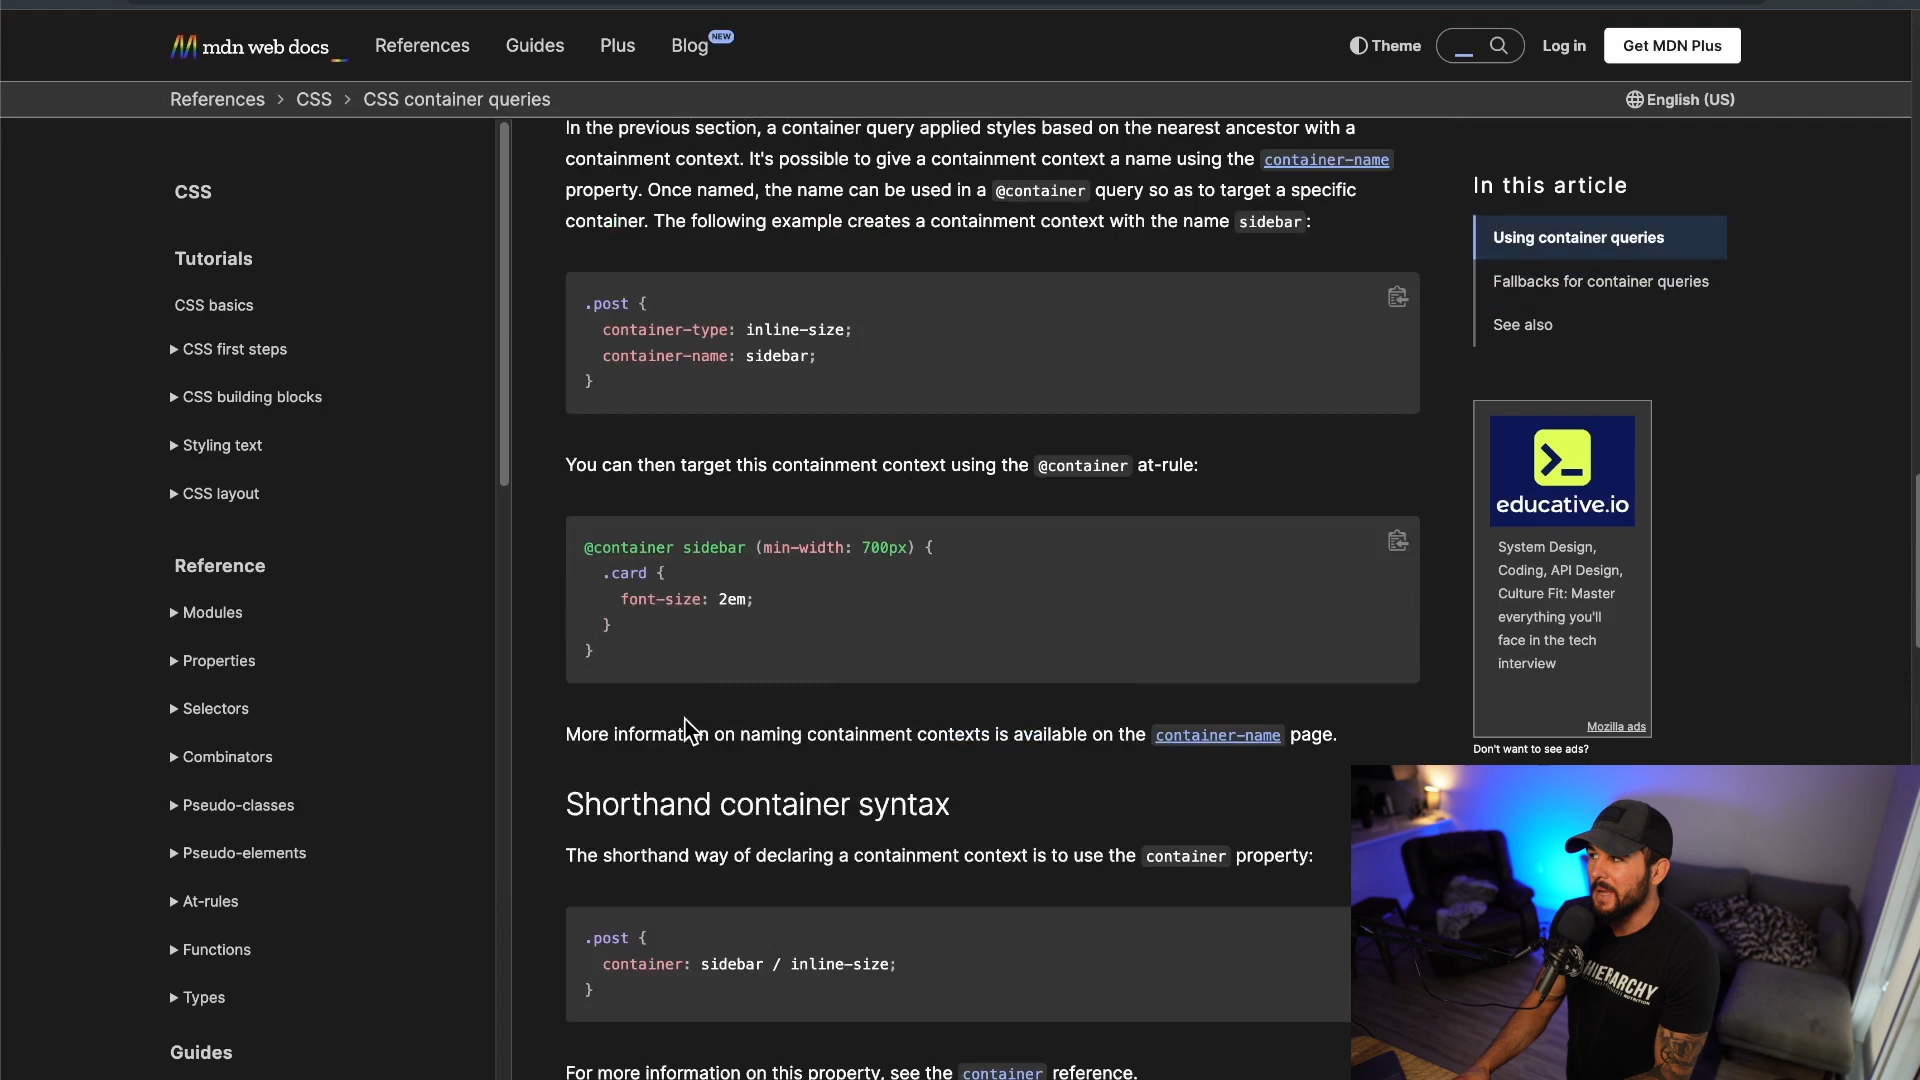 mdn web docs
References
Guides
Plus
Blog NEW
Theme
Log in
Get MDN Plus
References > CSS > CSS container queries
English (US)
CSS
Tutorials
CSS basics
CSS first steps
CSS building blocks
Styling text
CSS layout
Reference
Modules
Properties
Selectors
Combinators
Pseudo-classes
Pseudo-elements
At-rules
Functions
Types
Guides
In the previous section, a container query applied styles based on the nearest ancestor with a
containment context. It's possible to give a containment context a name using the container-name
property. Once named, the name can be used in a @container query so as to target a specific
container. The following example creates a containment context with the name sidebar:
.post {
container-type: inline-size;
container-name: sidebar;
}
You can then target this containment context using the @container at-rule:
@container sidebar (min-width: 700px) {
.card {
font-size: 2em;
}
}
More information on naming containment contexts is available on the container-name page.
Shorthand container syntax
The shorthand way of declaring a containment context is to use the container property:
.post {
container: sidebar / inline-size;
}
For more information on this property, see the container reference.
In this article
Using container queries
Fallbacks for container queries
See also
educative.io
System Design,
Coding, API Design,
Culture Fit: Master
everything you'll
face in the tech
interview
Mozilla ads
Don't want to see ads?
HIERARCHY